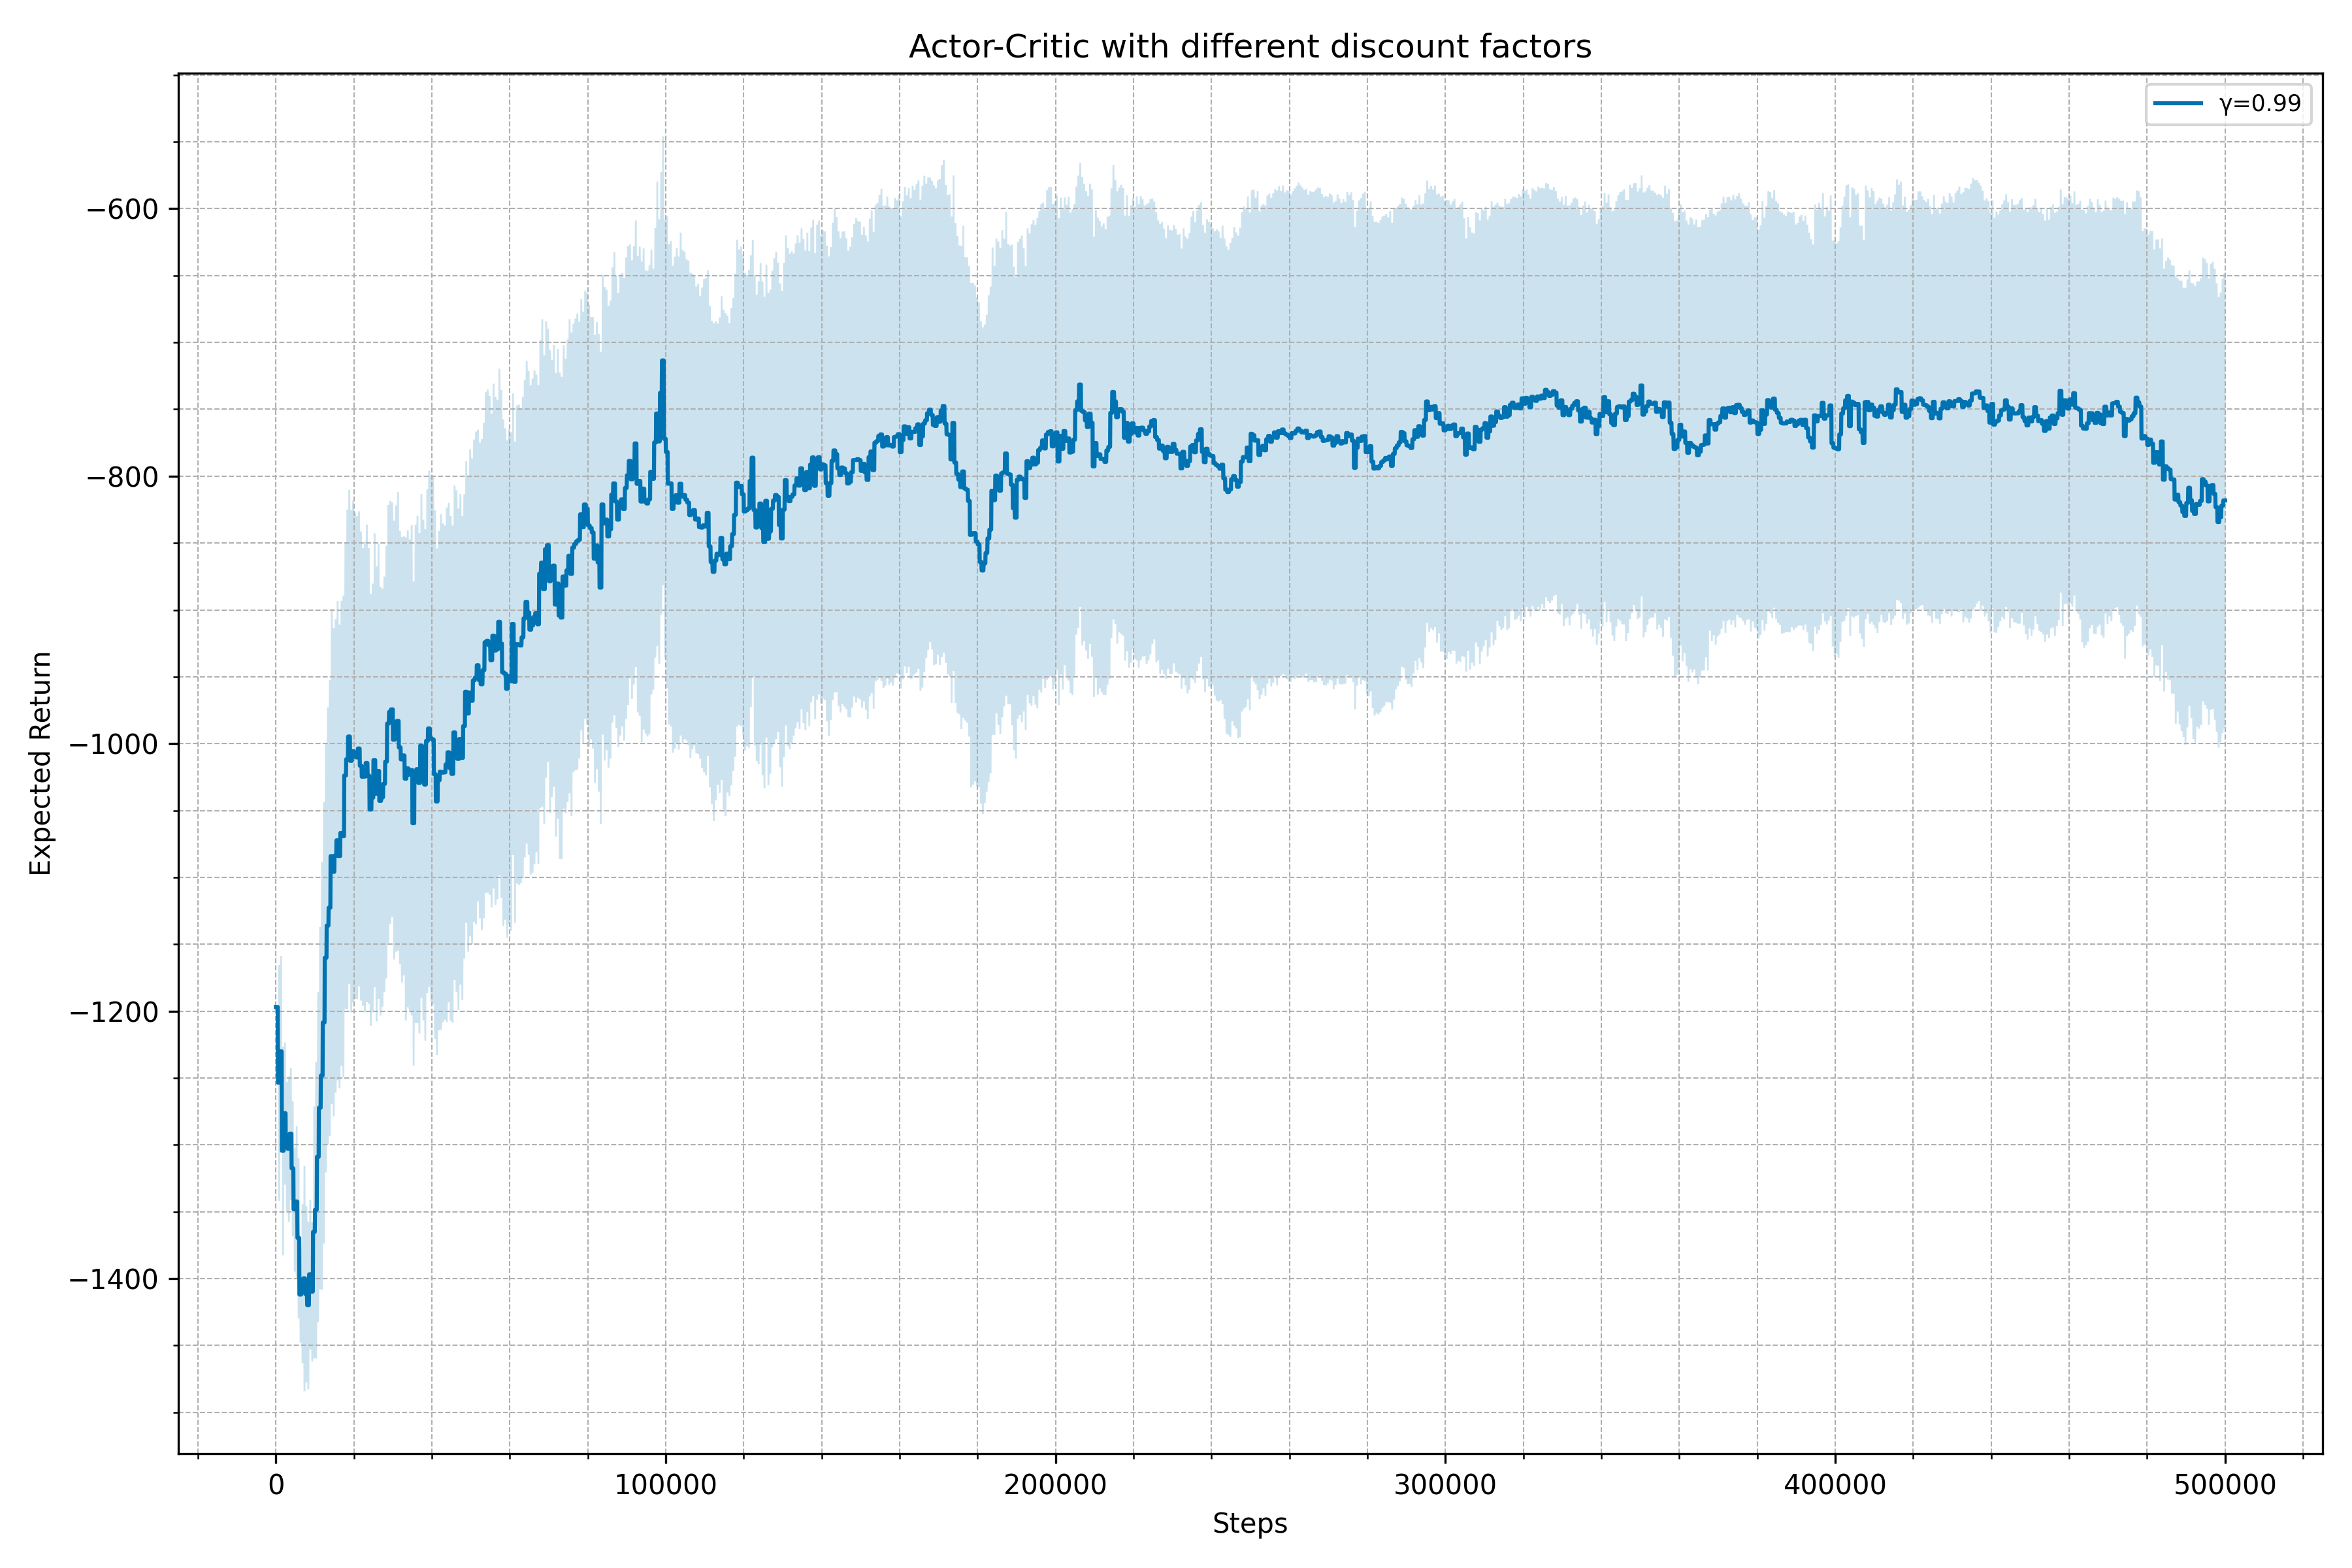 Actor-Critic with different discount factors
γ=0.99
Expected Return
−600
−800
−1000
−1200
−1400
0
100000
200000
300000
400000
500000
Steps